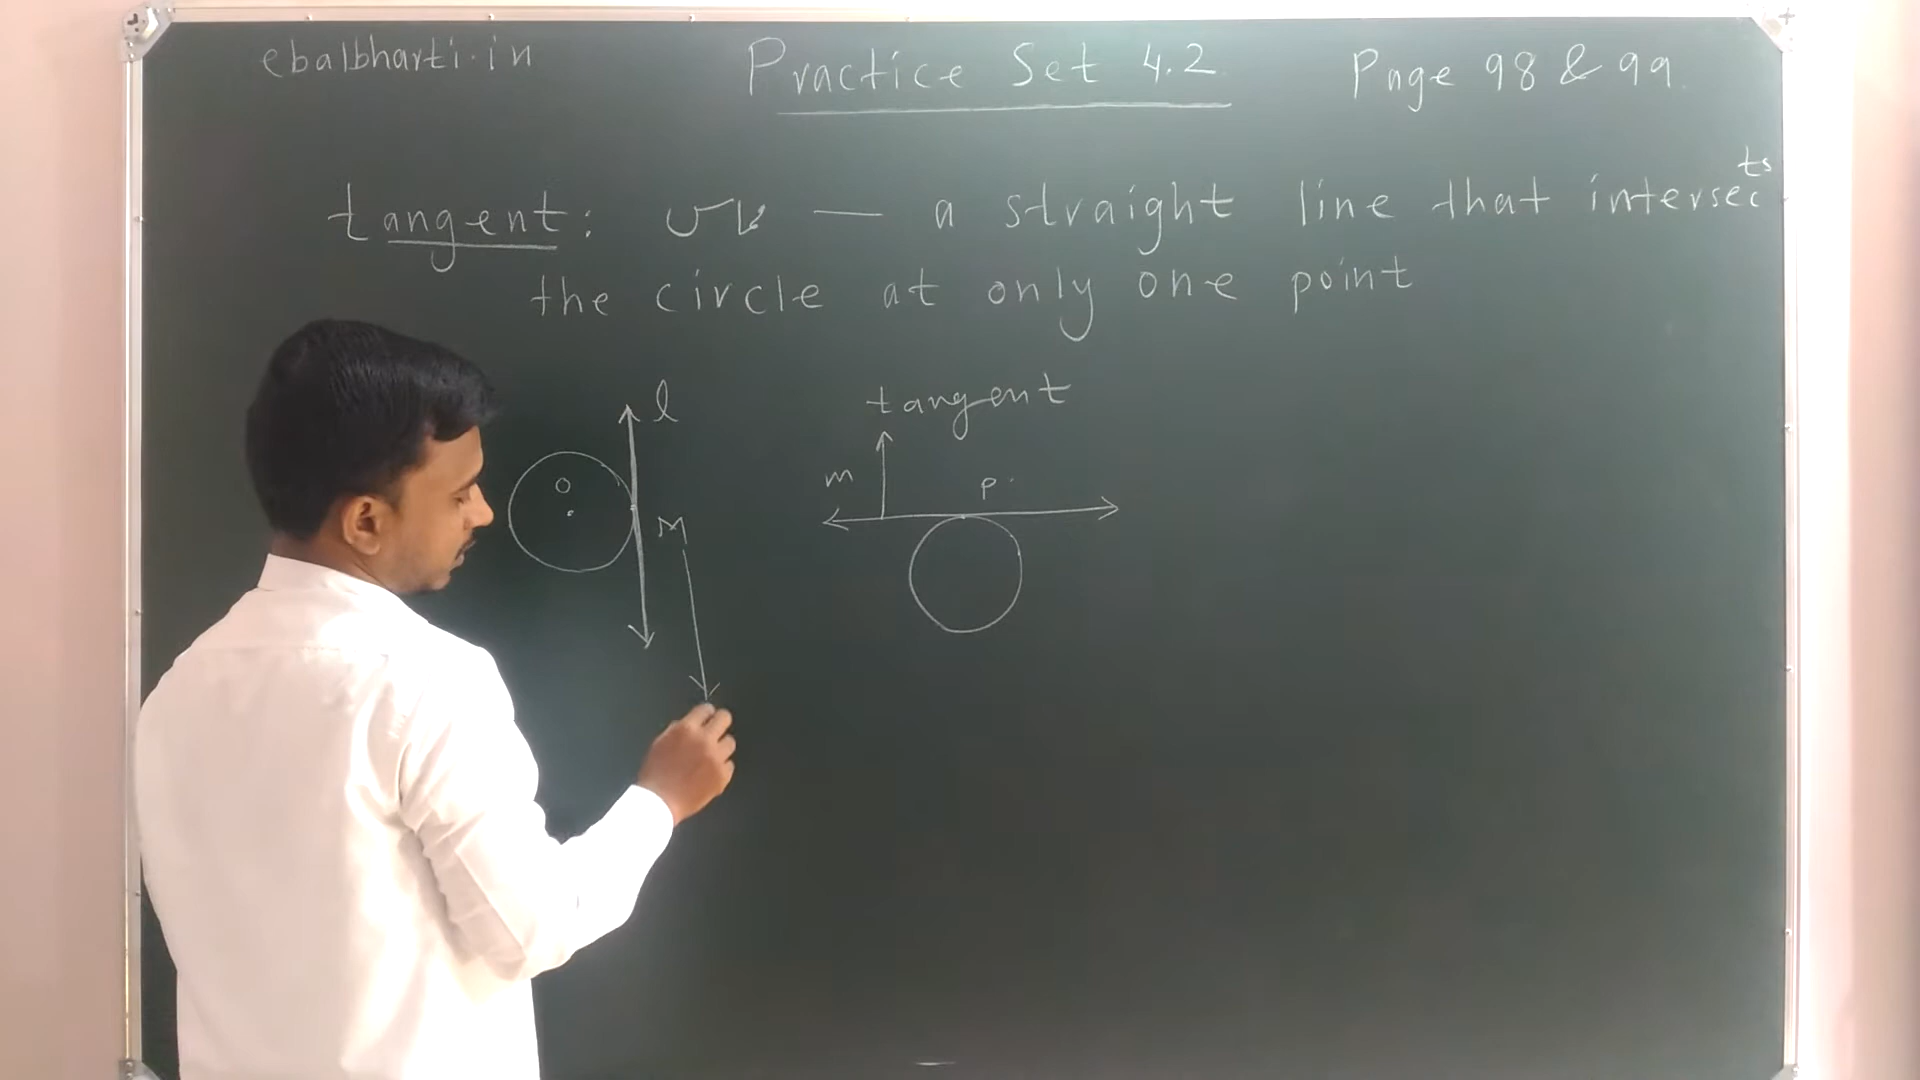 ebalbharti.in
Practice Set 4.2
Page 98 & 99.
tangent: — a straight line that intersects
the circle at only one point
l
tangent
m
P
O
M